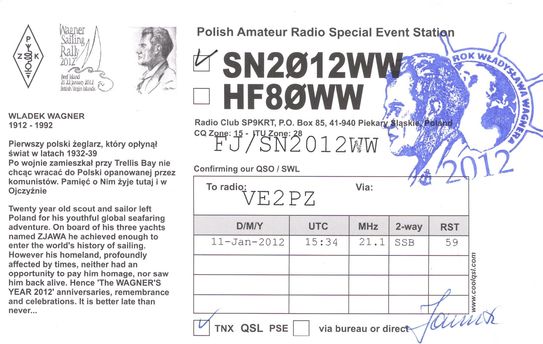 P Z K
Wagner
Sailing
Rally
2012
Beef Island
British Virgin Islands
Polish Amateur Radio Special Event Station
SN2Ø12WW
HF8ØWW
Radio Club SP9KRT, P.O. Box 85, 41-940 Piekary Śląskie, Poland
CQ Zone: 15 - ITU Zone: 28
FJ/SN2012WW
ROK WŁADYSŁAWA WAGNERA
2012
WLADEK WAGNER
1912 - 1992
Pierwszy polski żeglarz, który opłynął
świat w latach 1932-39
Po wojnie zamieszkał przy Trellis Bay nie
chcąc wracać do Polski opanowanej przez
komunistów. Pamięć o Nim żyje tutaj i w
Ojczyźnie
Twenty year old scout and sailor left
Poland for his youthful global seafaring
adventure. On board of his three yachts
named ZJAWA he achieved enough to
enter the world's history of sailing.
However his homeland, profoundly
affected by times, neither had an
opportunity to pay him homage, nor saw
him back alive. Hence 'The WAGNER'S
YEAR 2012' anniversaries, remembrance
and celebrations. It is better late than
never...
Confirming our QSO / SWL
To radio: VE2PZ Via:
D/M/Y UTC MHz 2-way RST
11-Jan-2012 15:34 21.1 SSB 59
www.coolqsl.com
TNX QSL PSE via bureau or direct